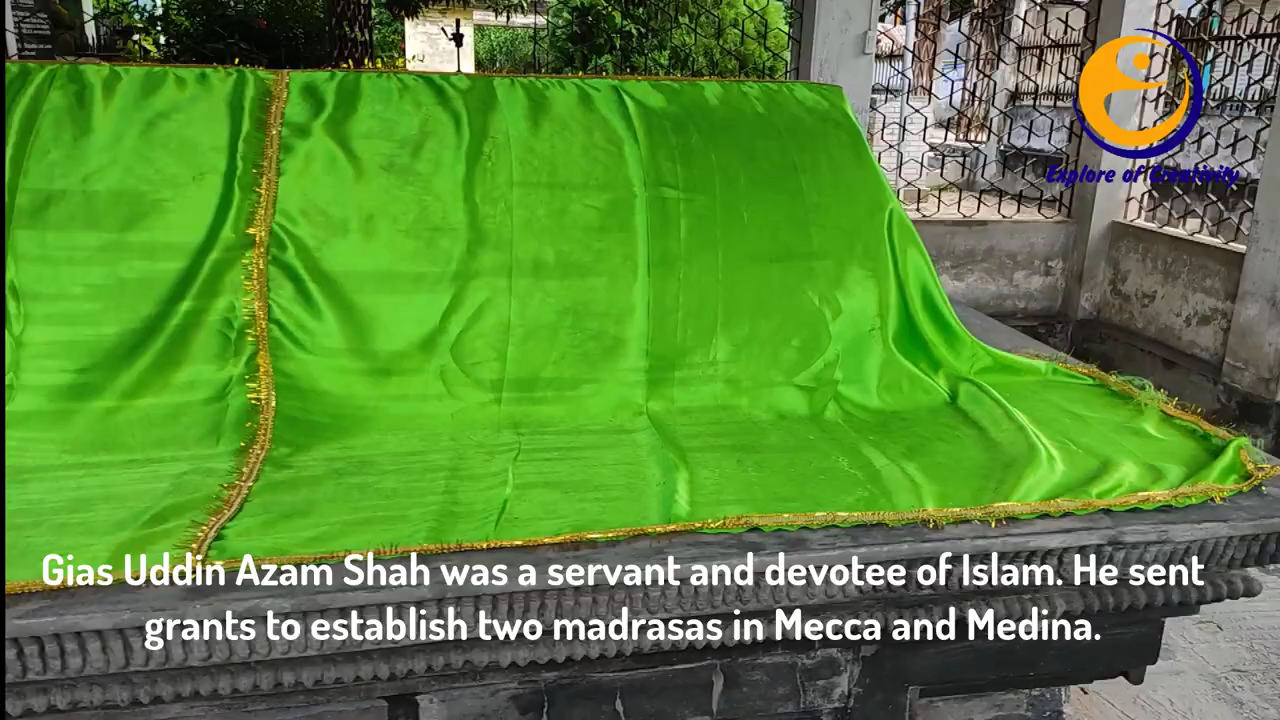 Explore of Creativity
Gias Uddin Azam Shah was a servant and devotee of Islam. He sent
grants to establish two madrasas in Mecca and Medina.